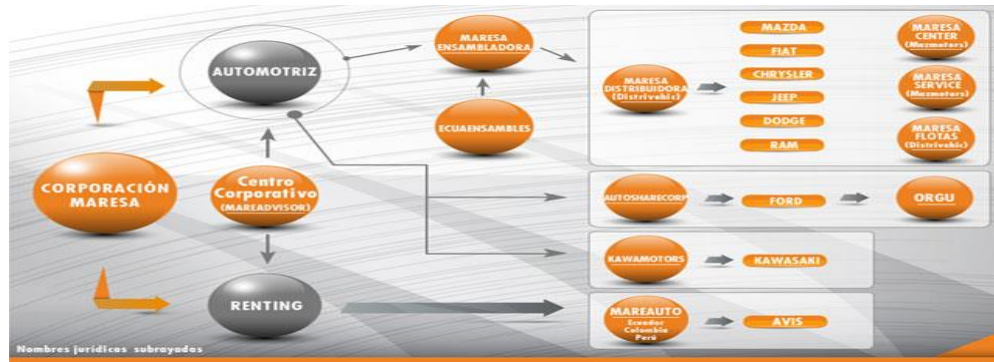 CORPORACIÓN
MARESA
AUTOMOTRIZ
Centro
Corporativo
(MAREADVISOR)
RENTING
MARESA
ENSAMBLADORA
ECUAENSAMBLES
MARESA
DISTRIBUIDORA
(Distrivehic)
MAZDA
FIAT
CHRYSLER
JEEP
DODGE
RAM
MARESA
CENTER
(Mazmotors)
MARESA
SERVICE
(Mazmotors)
MARESA
FLOTAS
(Distrivehic)
AUTOSHARECORP
FORD
ORGU
KAWAMOTORS
KAWASAKI
MAREAUTO
Ecuador
Colombia
Perú
AVIS
Nombres jurídicos subrayados